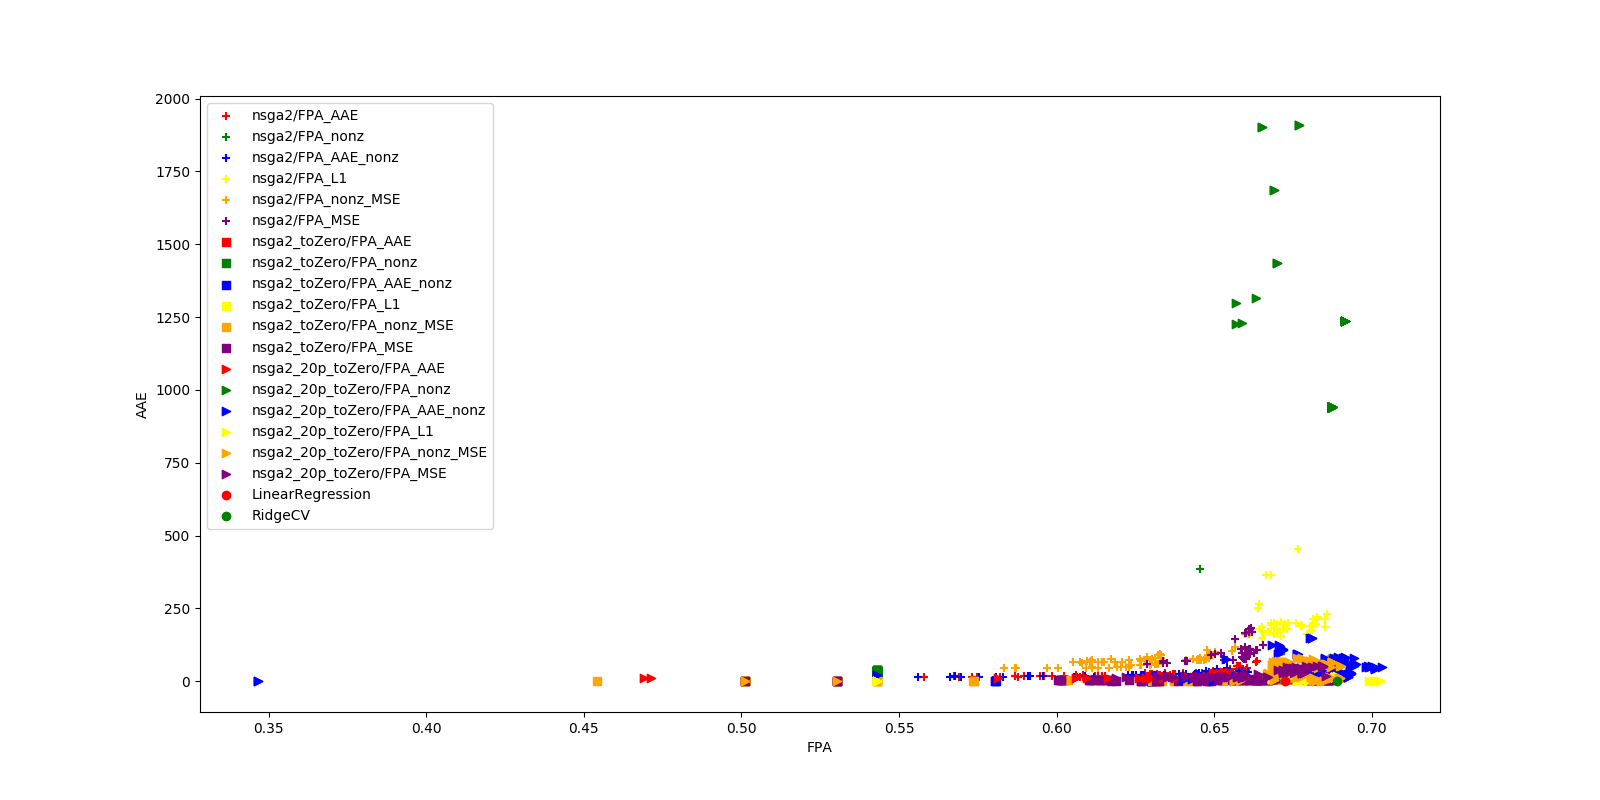 2000
1750
1500
1250
1000
750
500
250
0
AAE
nsga2/FPA_AAE
nsga2/FPA_nonz
nsga2/FPA_AAE_nonz
nsga2/FPA_L1
nsga2/FPA_nonz_MSE
nsga2/FPA_MSE
nsga2_toZero/FPA_AAE
nsga2_toZero/FPA_nonz
nsga2_toZero/FPA_AAE_nonz
nsga2_toZero/FPA_L1
nsga2_toZero/FPA_nonz_MSE
nsga2_toZero/FPA_MSE
nsga2_20p_toZero/FPA_AAE
nsga2_20p_toZero/FPA_nonz
nsga2_20p_toZero/FPA_AAE_nonz
nsga2_20p_toZero/FPA_L1
nsga2_20p_toZero/FPA_nonz_MSE
nsga2_20p_toZero/FPA_MSE
LinearRegression
RidgeCV
0.35 0.40 0.45 0.50 0.55 0.60 0.65 0.70
FPA